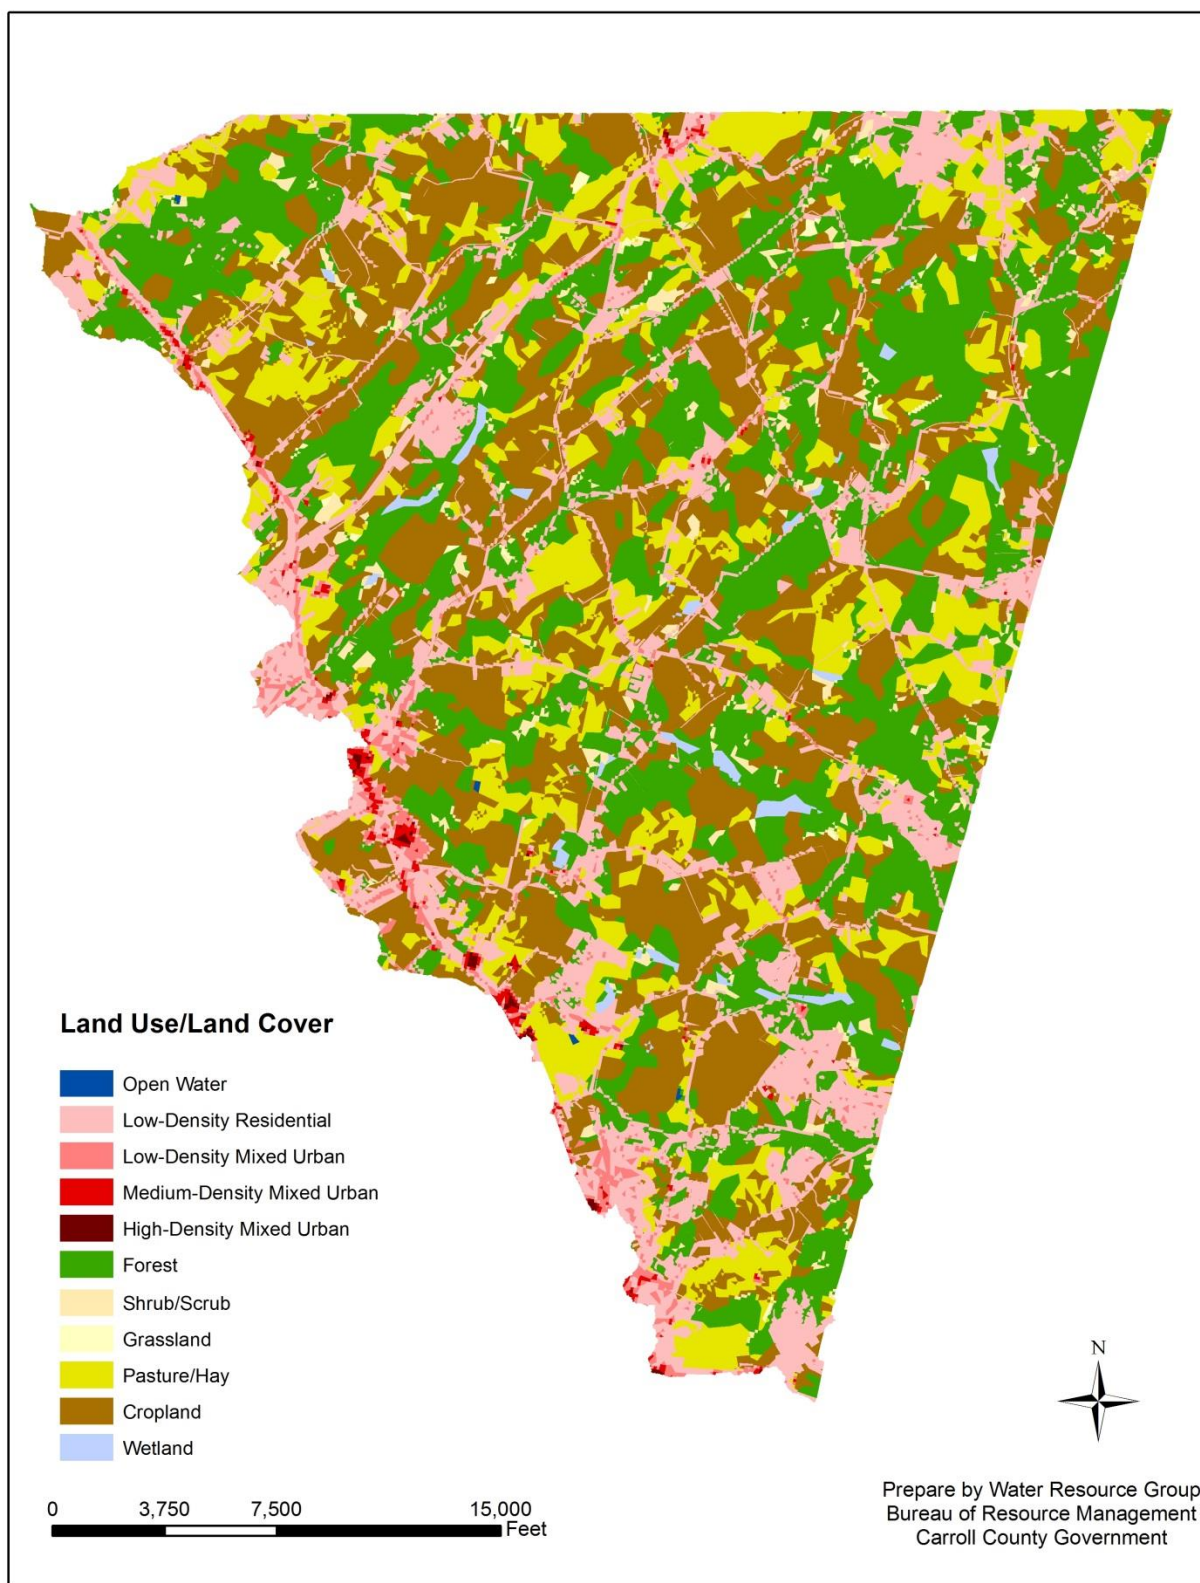 Land Use/Land Cover
Open Water
Low-Density Residential
Low-Density Mixed Urban
Medium-Density Mixed Urban
High-Density Mixed Urban
Forest
Shrub/Scrub
Grassland
Pasture/Hay
Cropland
Wetland
0 3,750 7,500 15,000
Feet
N
Prepare by Water Resource Group
Bureau of Resource Management
Carroll County Government